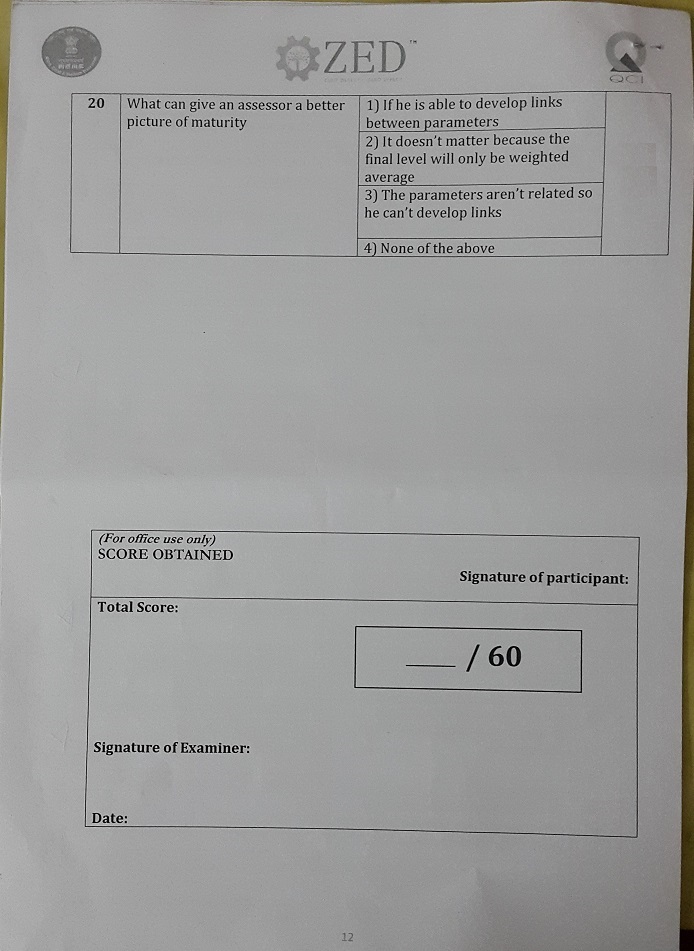 ZED™
QCI
20
What can give an assessor a better
picture of maturity
1) If he is able to develop links
between parameters
2) It doesn't matter because the
final level will only be weighted
average
3) The parameters aren't related so
he can't develop links
4) None of the above
(For office use only)
SCORE OBTAINED
Signature of participant:
Total Score:
___ / 60
Signature of Examiner:
Date:
12